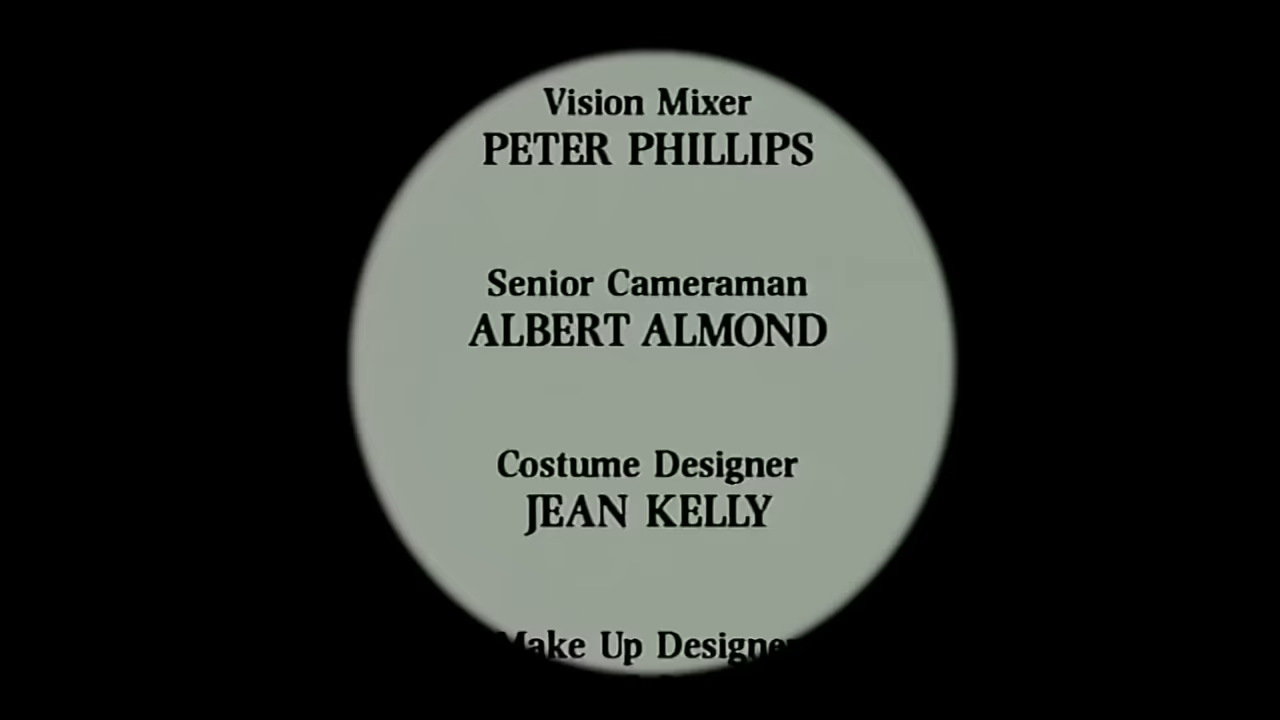 Vision Mixer
PETER PHILLIPS
Senior Cameraman
ALBERT ALMOND
Costume Designer
JEAN KELLY
Make Up Designer